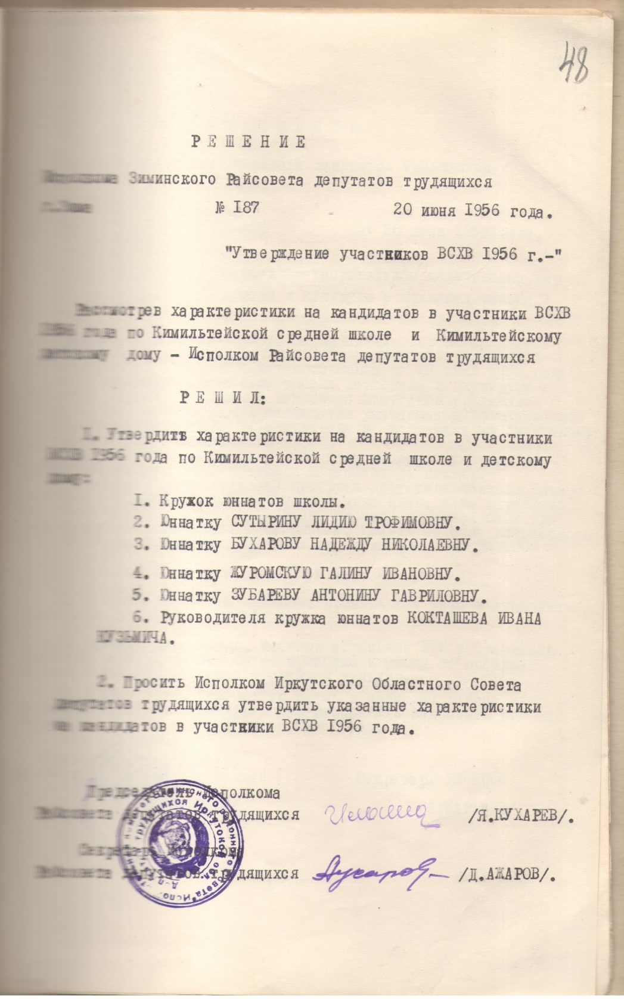 48
РЕШЕНИЕ
Исполкома Зиминского Райсовета депутатов трудящихся
г.Зима № 187 20 июня 1956 года.
"Утверждение участников ВСХВ 1956 г.-"
Рассмотрев характеристики на кандидатов в участники ВСХВ
1956 года по Кимильтейской средней школе и Кимильтейскому
детскому дому - Исполком Райсовета депутатов трудящихся
РЕШИЛ:
I. Утвердить характеристики на кандидатов в участники
ВСХВ 1956 года по Кимильтейской средней школе и детскому
дому:
1. Кружок юннатов школы.
2. Юннатку СУТЫРИНУ ЛИДИЮ ТРОФИМОВНУ.
3. Юннатку БУХАРОВУ НАДЕЖДУ НИКОЛАЕВНУ.
4. Юннатку ЖУРОМСКУЮ ГАЛИНУ ИВАНОВНУ.
5. Юннатку ЗУБАРЕВУ АНТОНИНУ ГАВРИЛОВНУ.
6. Руководителя кружка юннатов КОКТАШЕВА ИВАНА
КУЗЬМИЧА.
2. Просить Исполком Иркутского Областного Совета
депутатов трудящихся утвердить указанные характеристики
на кандидатов в участники ВСХВ 1956 года.
Председатель Исполкома
Райсовета депутатов трудящихся /Я.КУХАРЕВ/.
Секретарь Исполкома
Райсовета депутатов трудящихся /Д.АЖАРОВ/.